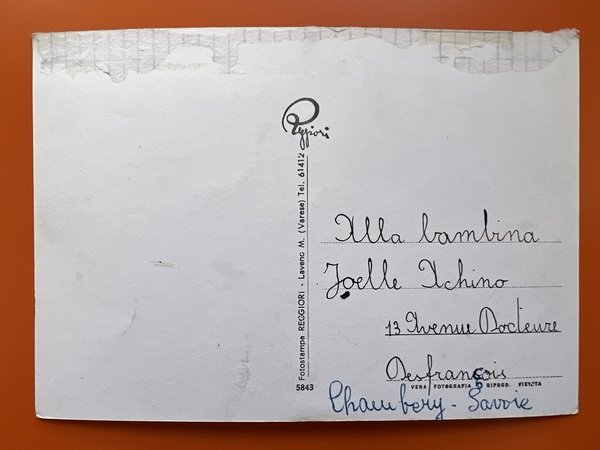 Reggiori
Fotostampa REGGIORI - Laveno M. (Varese) Tel. 61412
5843
Alla bambina
Joelle Achino
13 Avenue Docteure
Desfrançois
VERA FOTOGRAFIA RIPROD. VIETATA
Chambery - Savoie